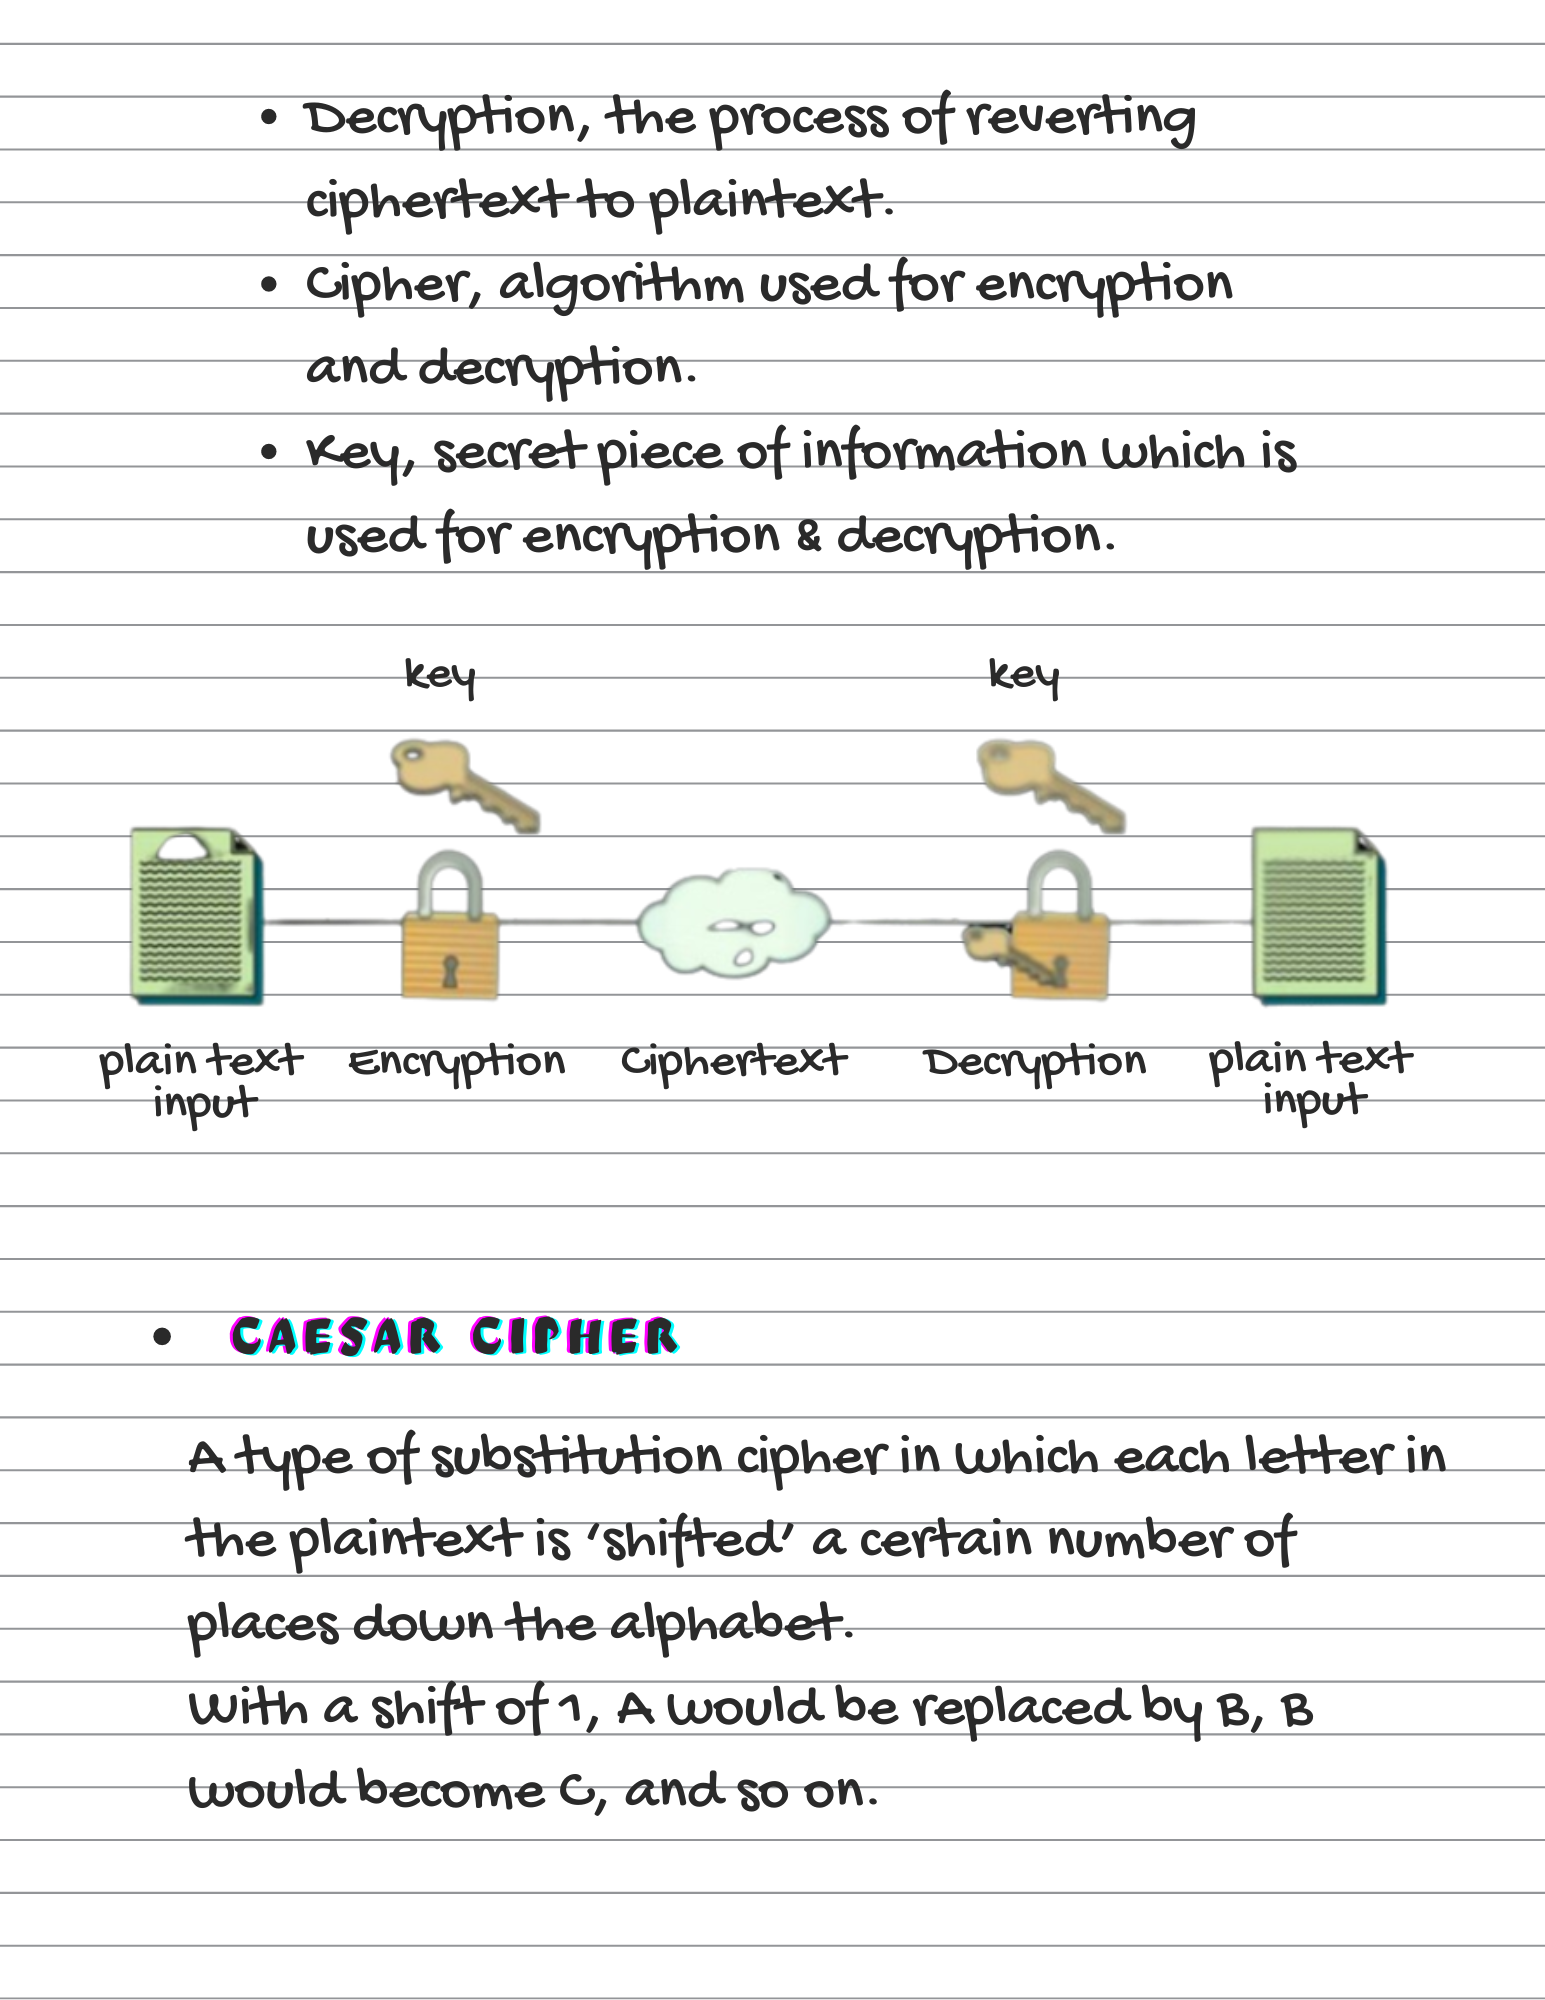 • Decryption, the process of reverting
ciphertext to plaintext.
• Cipher, algorithm used for encryption
and decryption.
• Key, secret piece of information which is
used for encryption & decryption.
key key
plain text Encryption Ciphertext Decryption plain text
input input
• CAESAR CIPHER
A type of substitution cipher in which each letter in
the plaintext is ‘shifted’ a certain number of
places down the alphabet.
With a shift of 1, A would be replaced by B, B
would become C, and so on.